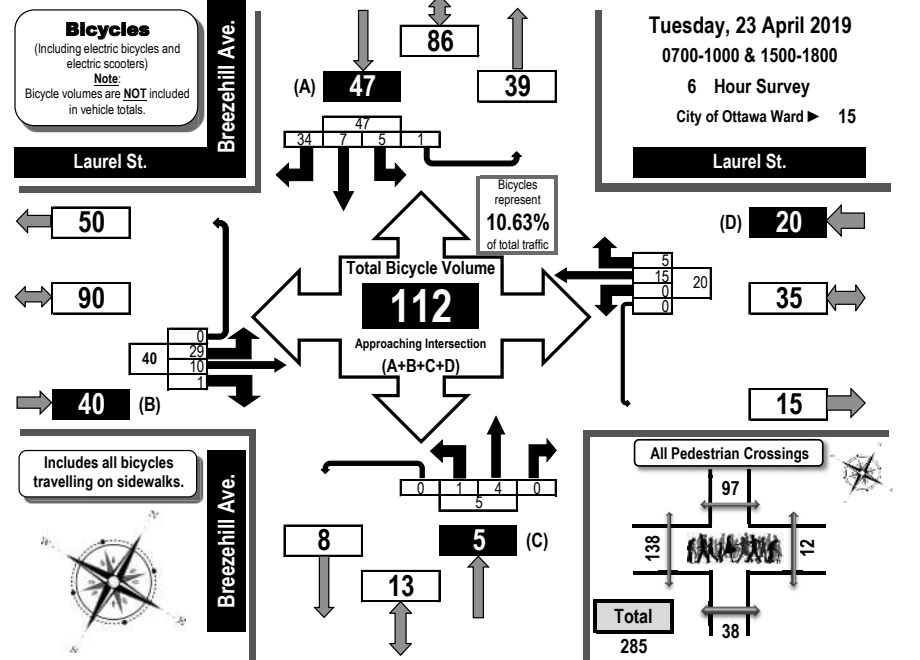 Bicycles
(Including electric bicycles and
electric scooters)
Note:
Bicycle volumes are NOT included
in vehicle totals.
Breezehill Ave.
Laurel St.
86
(A) 47
39
47
34 7 5 1
Tuesday, 23 April 2019
0700-1000 & 1500-1800
6 Hour Survey
City of Ottawa Ward ► 15
Laurel St.
Bicycles
represent
10.63%
of total traffic
50
90
40
0
29
10
1
40 (B)
Total Bicycle Volume
112
Approaching Intersection
(A+B+C+D)
(D) 20
5
15
0
0
20
35
15
Includes all bicycles
travelling on sidewalks.
Breezehill Ave.
0 1 4 0
5
8
5 (C)
13
All Pedestrian Crossings
97
138
12
38
Total
285